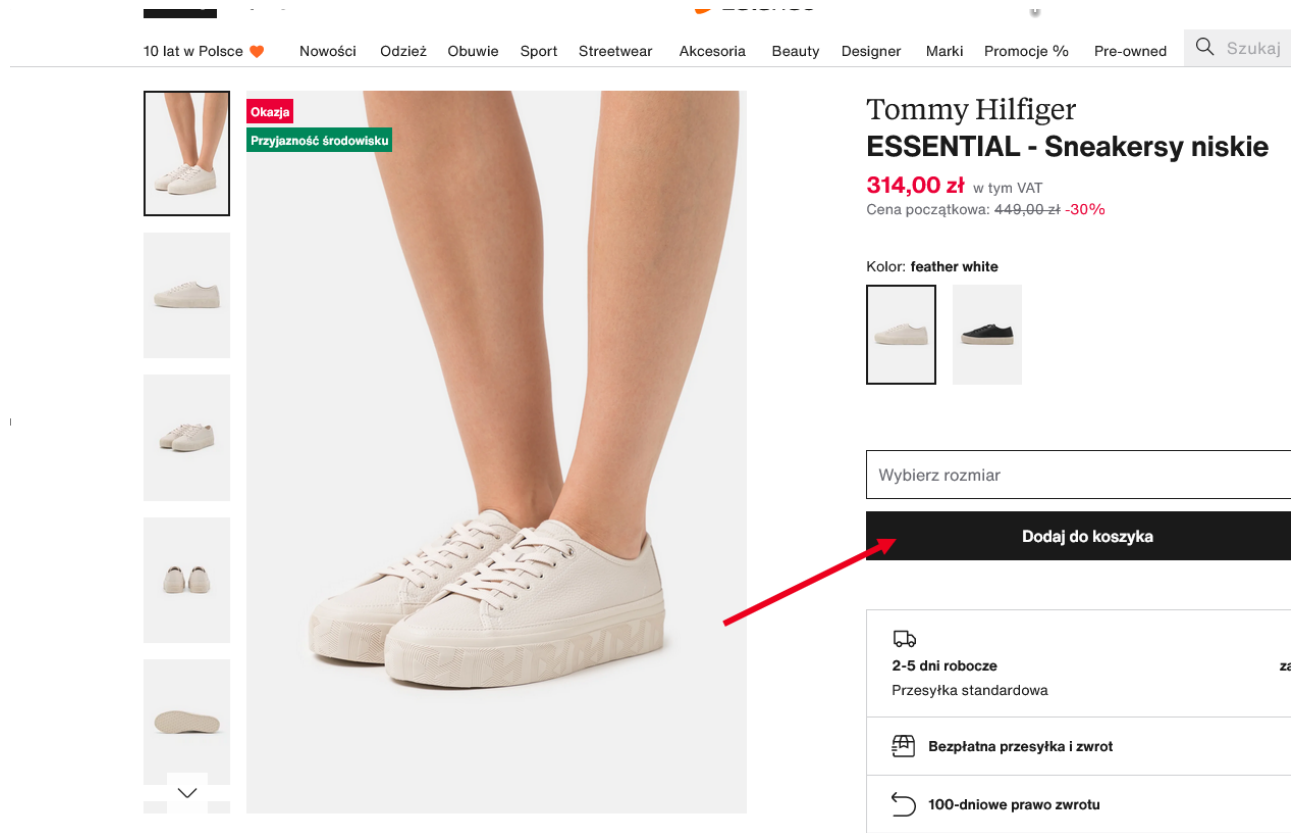 10 lat w Polsce
Nowości
Odzież
Obuwie
Sport
Streetwear
Akcesoria
Beauty
Designer
Marki
Promocje %
Pre-owned
Szukaj
Okazja
Przyjazność środowisku
Tommy Hilfiger
ESSENTIAL - Sneakersy niskie
314,00 zł w tym VAT
Cena początkowa: 449,00 zł -30%
Kolor: feather white
Wybierz rozmiar
Dodaj do koszyka
2-5 dni robocze
Przesyłka standardowa
Bezpłatna przesyłka i zwrot
100-dniowe prawo zwrotu